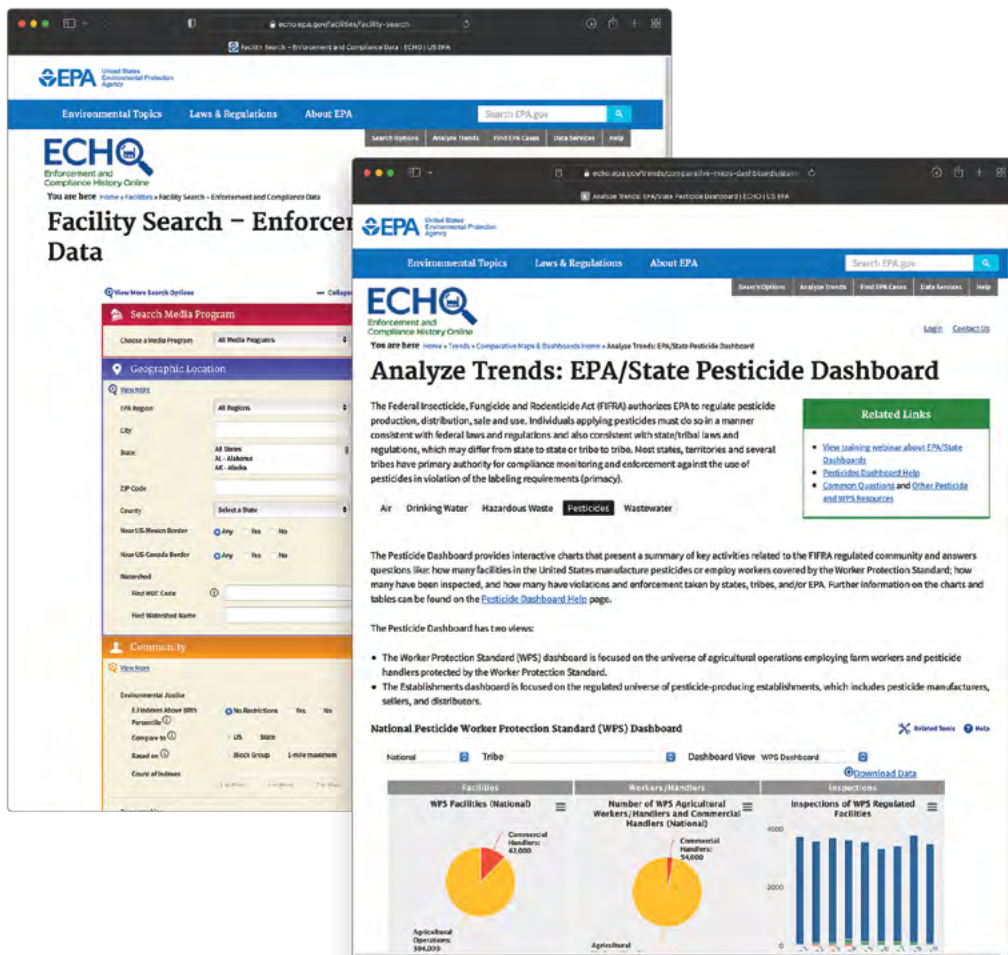 echo.epa.gov/facilities/facility-search
Facility Search – Enforcement and Compliance Data | ECHO | US EPA
EPA United States
Environmental Protection
Agency
Environmental Topics Laws & Regulations About EPA Search EPA.gov
Search Options Analyze Trends Find EPA Cases Data Services Help
ECHO
Enforcement and
Compliance History Online
You are here: Home » Facilities » Facility Search – Enforcement and Compliance Data
Facility Search – Enforcem
Data
View More Search Options — Collapse
Search Media Program
Choose a Media Program All Media Programs
Geographic Location
View More
EPA Region All Regions
City
State All States
AL - Alabama
AK - Alaska
ZIP Code
County Select a State
Near US-Mexico Border Any Yes No
Near US-Canada Border Any Yes No
Watershed
Find HUC Code
Find Watershed Name
Community
View More
Environmental Justice
EJ Indexes Above 80th No Restrictions Yes No
Percentile
Compare to US State
Based on Block Group 1-mile maximum
Count of Indexes
echo.epa.gov/trends/comparative-maps-dashboards/state
Analyze Trends: EPA/State Pesticide Dashboard | ECHO | US EPA
EPA United States
Environmental Protection
Agency
Environmental Topics Laws & Regulations About EPA Search EPA.gov
Search Options Analyze Trends Find EPA Cases Data Services Help
ECHO
Enforcement and
Compliance History Online
Login Contact Us
You are here: Home » Trends » Comparative Maps & Dashboards Home » Analyze Trends: EPA/State Pesticide Dashboard
Analyze Trends: EPA/State Pesticide Dashboard
The Federal Insecticide, Fungicide and Rodenticide Act (FIFRA) authorizes EPA to regulate pesticide
production, distribution, sale and use. Individuals applying pesticides must do so in a manner
consistent with federal laws and regulations and also consistent with state/tribal laws and
regulations, which may differ from state to state or tribe to tribe. Most states, territories and several
tribes have primary authority for compliance monitoring and enforcement against the use of
pesticides in violation of the labeling requirements (primacy).
Related Links
View training webinar about EPA/State
Dashboards
Pesticides Dashboard Help
Common Questions and Other Pesticide
and WPS Resources
Air Drinking Water Hazardous Waste Pesticides Wastewater
The Pesticide Dashboard provides interactive charts that present a summary of key activities related to the FIFRA regulated community and answers
questions like: how many facilities in the United States manufacture pesticides or employ workers covered by the Worker Protection Standard; how
many have been inspected, and how many have violations and enforcement taken by states, tribes, and/or EPA. Further information on the charts and
tables can be found on the Pesticide Dashboard Help page.
The Pesticide Dashboard has two views:
• The Worker Protection Standard (WPS) dashboard is focused on the universe of agricultural operations employing farm workers and pesticide
handlers protected by the Worker Protection Standard.
• The Establishments dashboard is focused on the regulated universe of pesticide-producing establishments, which includes pesticide manufacturers,
sellers, and distributors.
National Pesticide Worker Protection Standard (WPS) Dashboard Related Tools Help
National Tribe Dashboard View WPS Dashboard
Download Data
Facilities Workers/Handlers Inspections
WPS Facilities (National)
Commercial
Handlers:
42,000
Agricultural
Operations:
304,000
Number of WPS Agricultural
Workers/Handlers and Commercial
Handlers (National)
Commercial
Handlers:
54,000
Agricultural
Inspections of WPS Regulated
Facilities
4000
2000
0